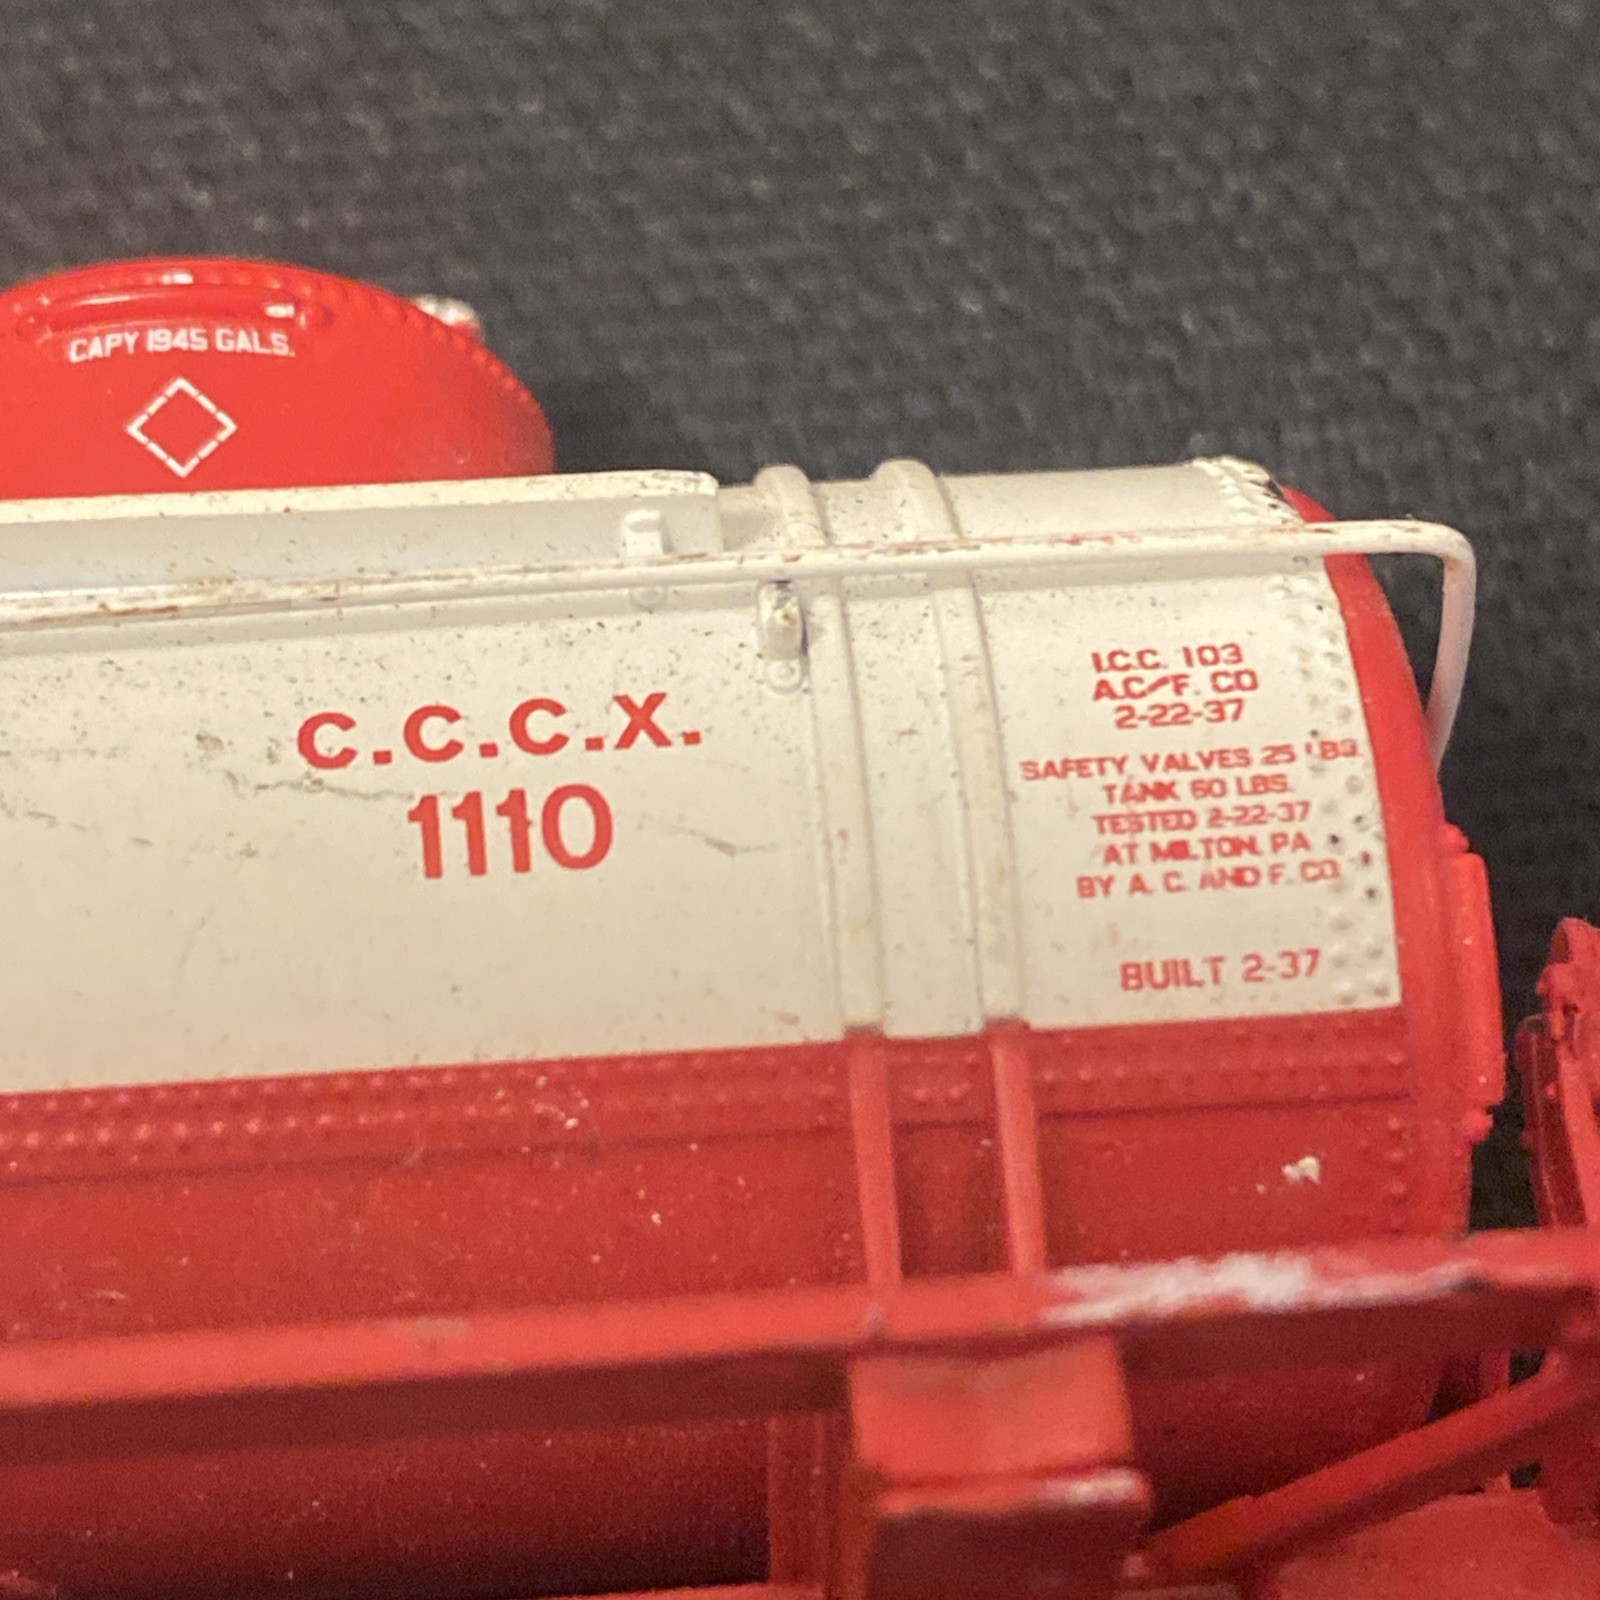 CAPY 1945 GALS.
C.C.C.X.
1110
I.C.C. 103
A.C.F. CO
2-22-37
SAFETY VALVES 25 LBS.
TANK 60 LBS.
TESTED 2-22-37
AT MILTON, PA
BY A. C. AND F. CO.
BUILT 2-37